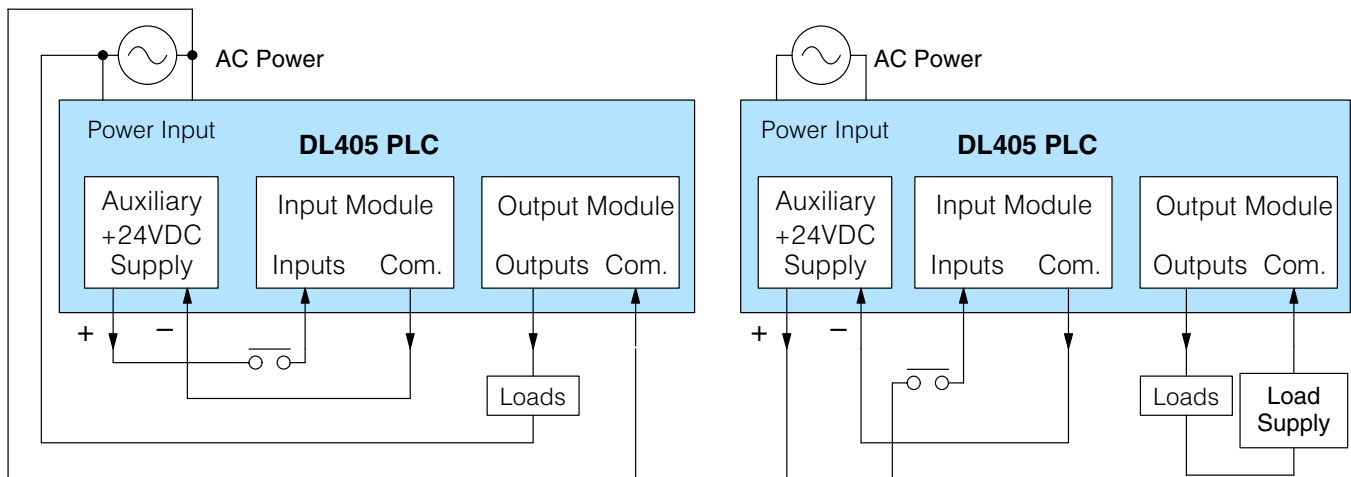 AC Power
Power Input
DL405 PLC
Auxiliary
+24VDC
Supply
Input Module
Inputs Com.
Output Module
Outputs Com.
+ –
Loads
AC Power
Power Input
DL405 PLC
Auxiliary
+24VDC
Supply
Input Module
Inputs Com.
Output Module
Outputs Com.
+ –
Loads
Load
Supply